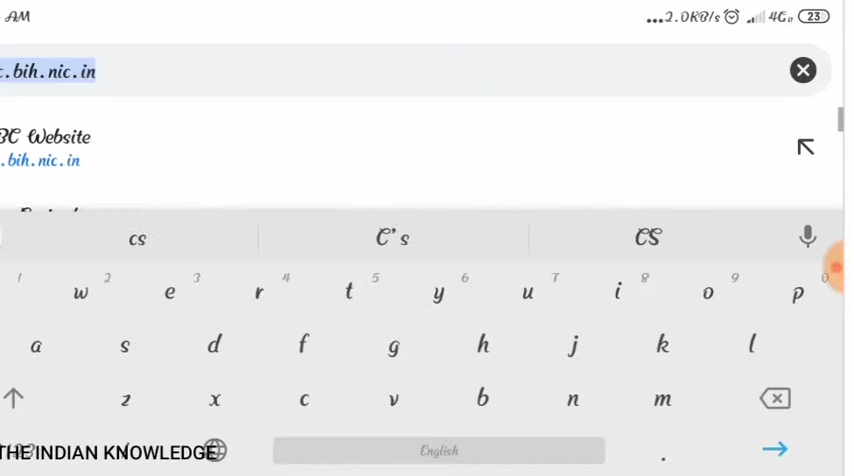 AM
...2.0KB/s 4G 23
c.bih.nic.in
BC Website
.bih.nic.in
cs C's CS
1 2 3 4 5 6 7 8 9 0
w e r t y u i o p
a s d f g h j k l
z x c v b n m
THE INDIAN KNOWLEDGE English .